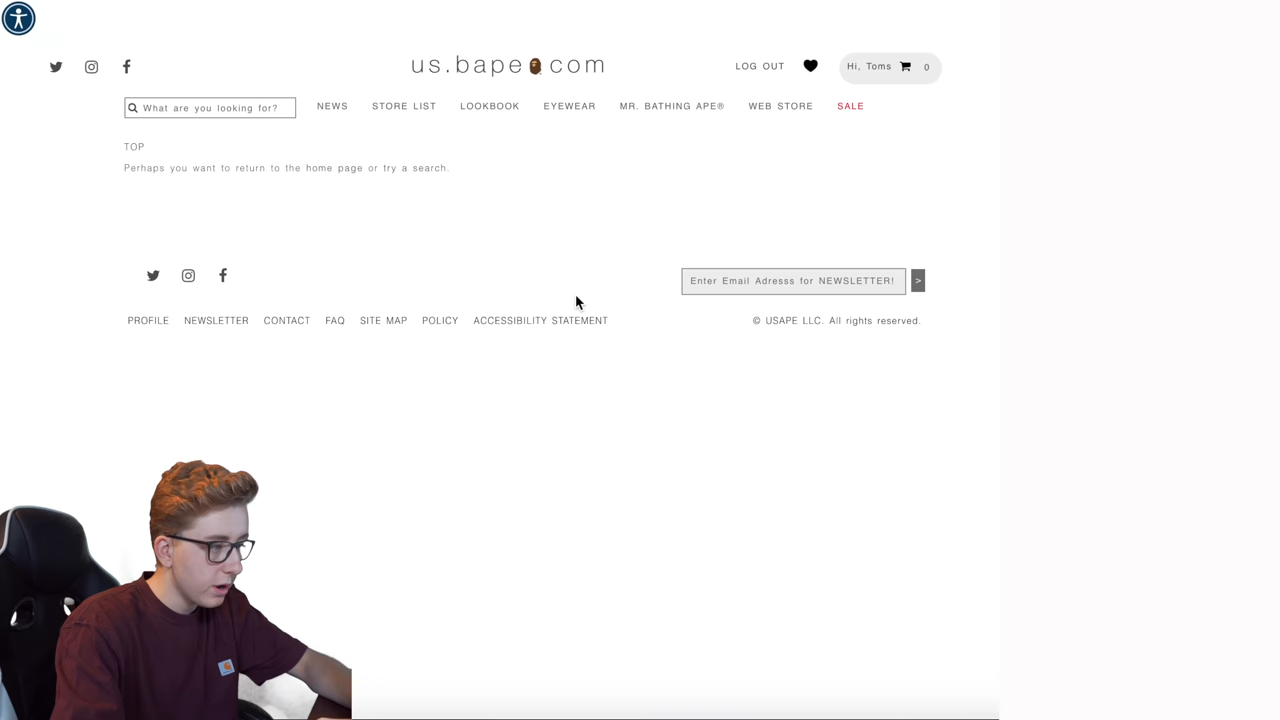 us.bape com
LOG OUT
Hi, Toms 0
What are you looking for?
NEWS STORE LIST LOOKBOOK EYEWEAR MR. BATHING APE® WEB STORE SALE
TOP
Perhaps you want to return to the home page or try a search.
Enter Email Adresss for NEWSLETTER! >
PROFILE NEWSLETTER CONTACT FAQ SITE MAP POLICY ACCESSIBILITY STATEMENT
© USAPE LLC. All rights reserved.